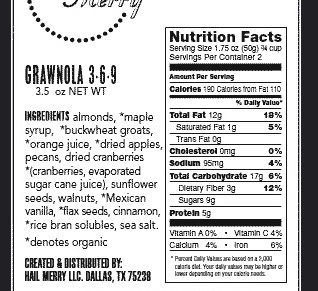 Merry
GRAWNOLA 3·6·9
3.5 oz NET WT
INGREDIENTS almonds, *maple
syrup, *buckwheat groats,
*orange juice, *dried apples,
pecans, dried cranberries
*(cranberries, evaporated
sugar cane juice), sunflower
seeds, walnuts, *Mexican
vanilla, *flax seeds, cinnamon,
*rice bran solubles, sea salt.
*denotes organic
CREATED & DISTRIBUTED BY:
HAIL MERRY LLC. DALLAS, TX 75238
Nutrition Facts
Serving Size 1.75 oz (50g) ¾ cup
Servings Per Container 2
Amount Per Serving
Calories 190 Calories from Fat 110
% Daily Value*
Total Fat 12g 18%
Saturated Fat 1g 5%
Trans Fat 0g
Cholesterol 0mg 0%
Sodium 95mg 4%
Total Carbohydrate 17g 6%
Dietary Fiber 3g 12%
Sugars 9g
Protein 5g
Vitamin A 0% • Vitamin C 4%
Calcium 4% • Iron 6%
* Percent Daily Values are based on a 2,000
calorie diet. Your daily values may be higher or
lower depending on your calorie needs.